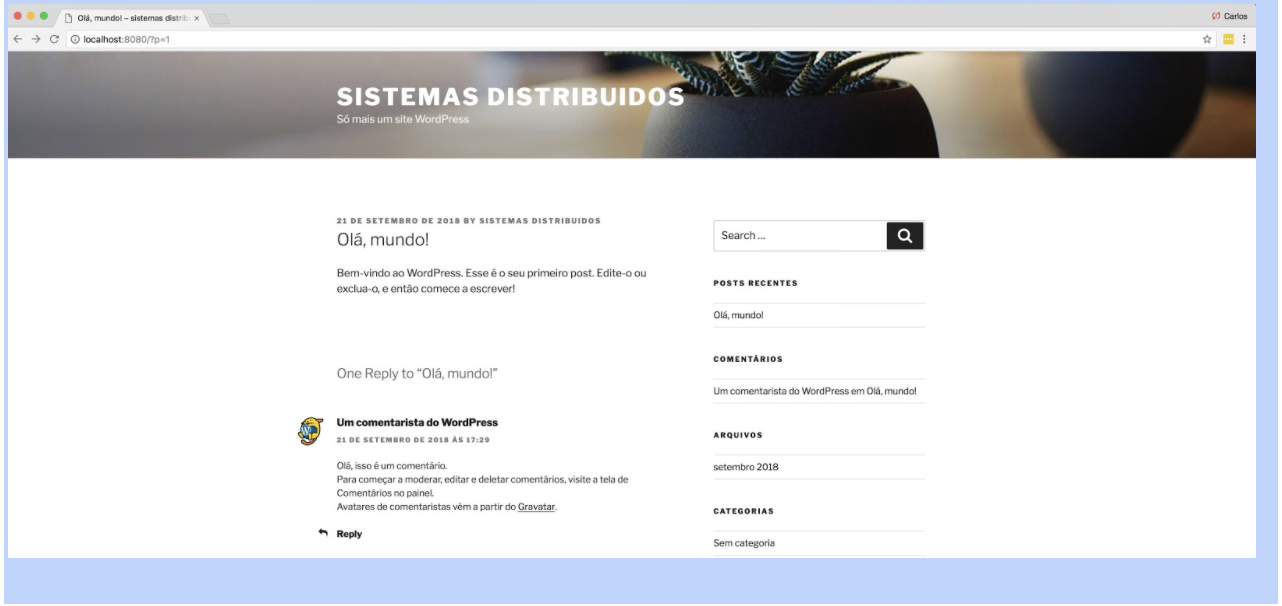 Olá, mundo! – sistemas distrib
Carlos
localhost:8080/?p=1
SISTEMAS DISTRIBUIDOS
Só mais um site WordPress
21 DE SETEMBRO DE 2018 BY SISTEMAS DISTRIBUIDOS
Olá, mundo!
Bem-vindo ao WordPress. Esse é o seu primeiro post. Edite-o ou
exclua-o, e então comece a escrever!
One Reply to “Olá, mundo!”
Um comentarista do WordPress
21 DE SETEMBRO DE 2018 ÀS 17:29
Olá, isso é um comentário.
Para começar a moderar, editar e deletar comentários, visite a tela de
Comentários no painel.
Avatares de comentaristas vêm a partir do Gravatar.
Reply
Search ...
POSTS RECENTES
Olá, mundo!
COMENTÁRIOS
Um comentarista do WordPress em Olá, mundo!
ARQUIVOS
setembro 2018
CATEGORIAS
Sem categoria